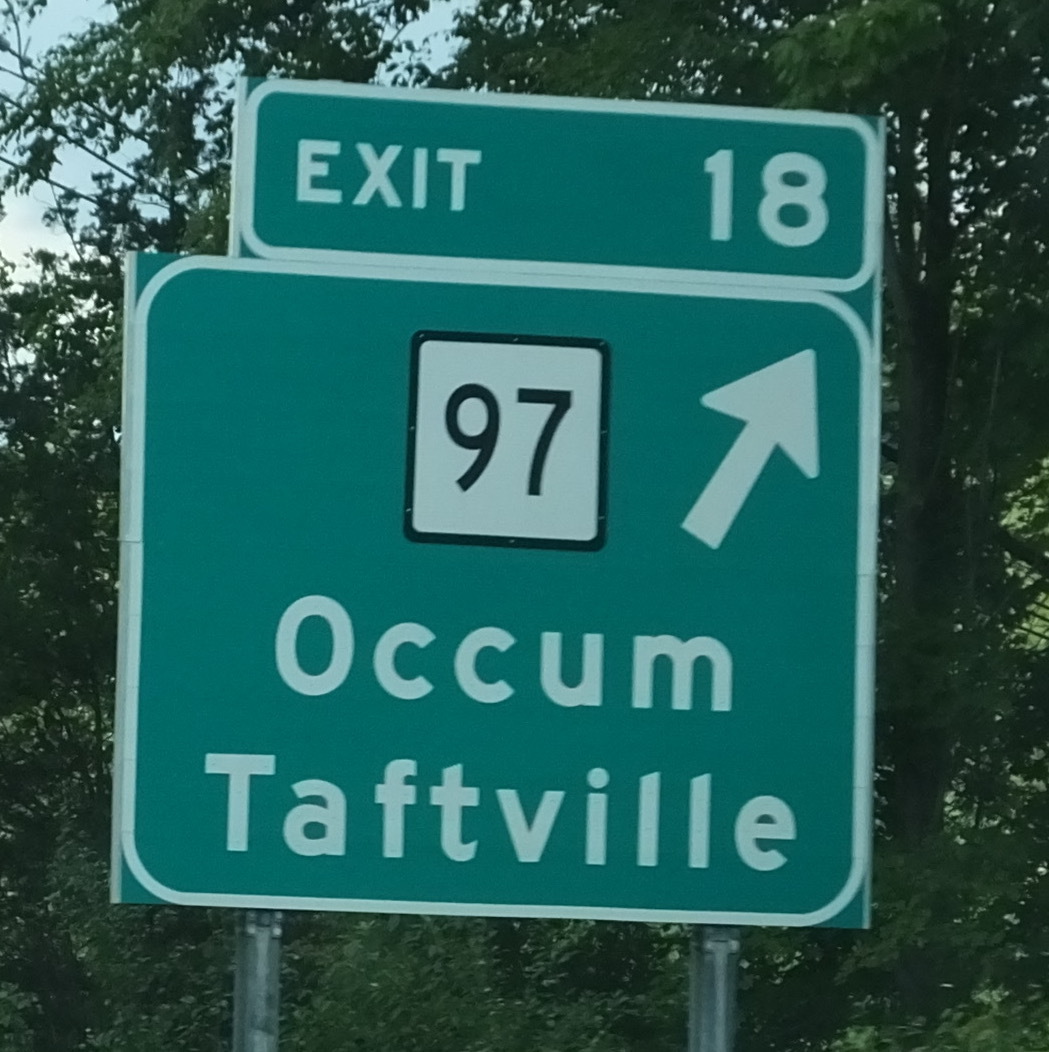 EXIT 18
97
Occum
Taftville